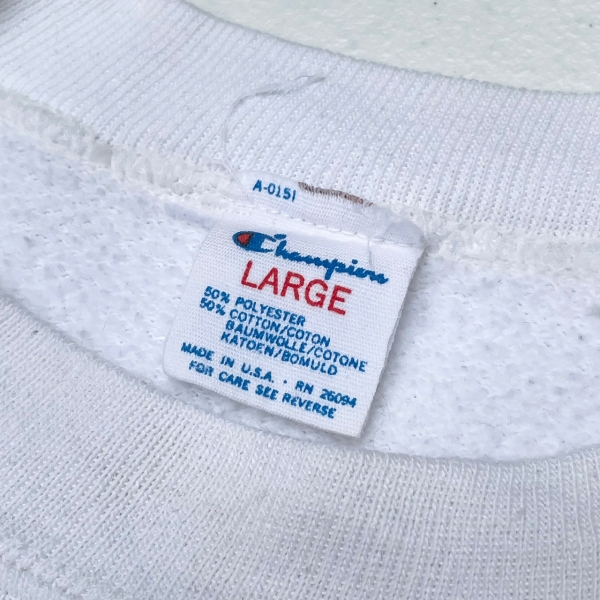 A-0151
Champion
LARGE
50% POLYESTER
50% COTTON/COTON
BAUMWOLLE/COTONE
KATOEN/BOMULD
MADE IN U.S.A. · RN 26094
FOR CARE SEE REVERSE